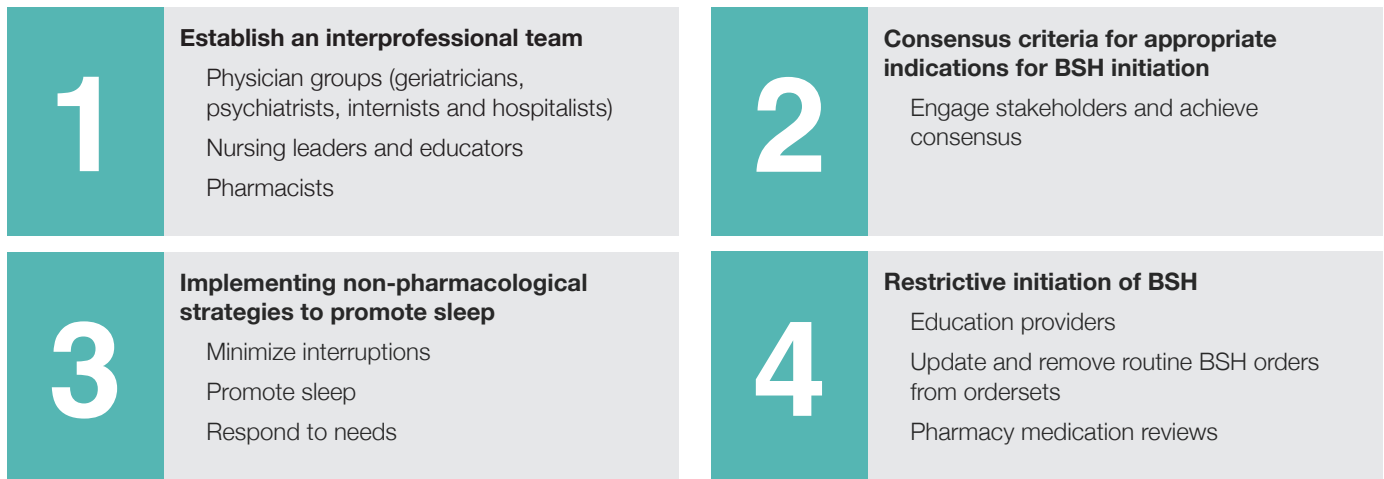 1
Establish an interprofessional team
Physician groups (geriatricians,
psychiatrists, internists and hospitalists)
Nursing leaders and educators
Pharmacists
2
Consensus criteria for appropriate
indications for BSH initiation
Engage stakeholders and achieve
consensus
3
Implementing non-pharmacological
strategies to promote sleep
Minimize interruptions
Promote sleep
Respond to needs
4
Restrictive initiation of BSH
Education providers
Update and remove routine BSH orders
from ordersets
Pharmacy medication reviews